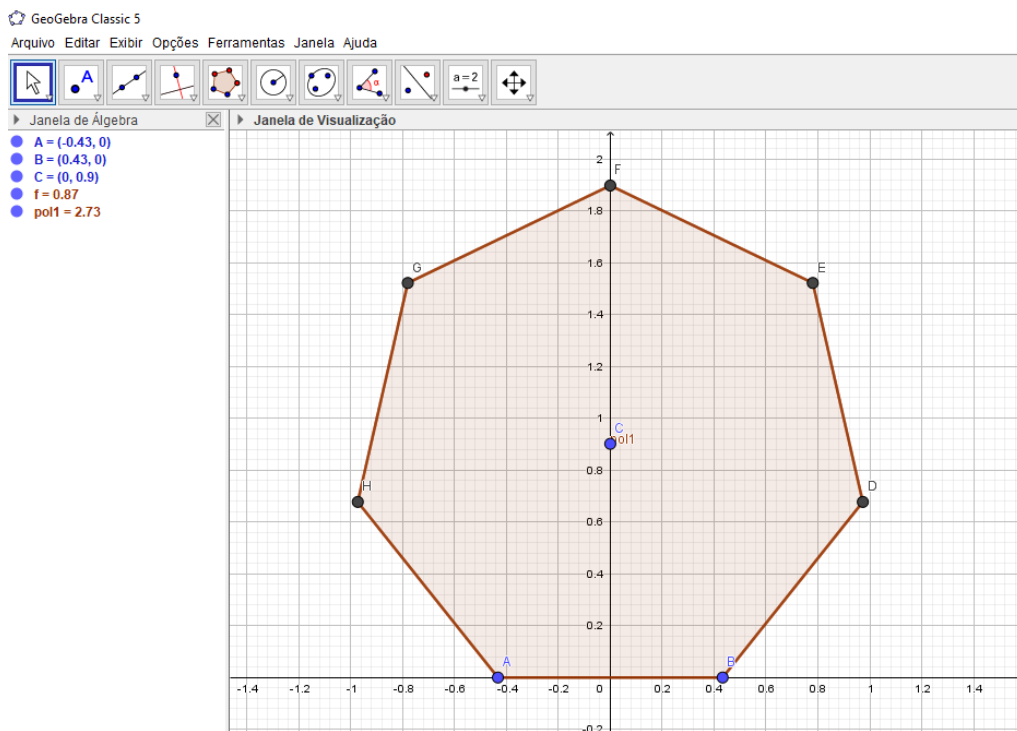 GeoGebra Classic 5
Arquivo Editar Exibir Opções Ferramentas Janela Ajuda
A
α
a=2
Janela de Álgebra
Janela de Visualização
A = (-0.43, 0)
B = (0.43, 0)
C = (0, 0.9)
f = 0.87
pol1 = 2.73
2
F
1.8
1.6
G
E
1.4
1.2
1
C
pol1
0.8
H
D
0.6
0.4
0.2
A
B
-1.4 -1.2 -1 -0.8 -0.6 -0.4 -0.2 0 0.2 0.4 0.6 0.8 1 1.2 1.4
-0.2